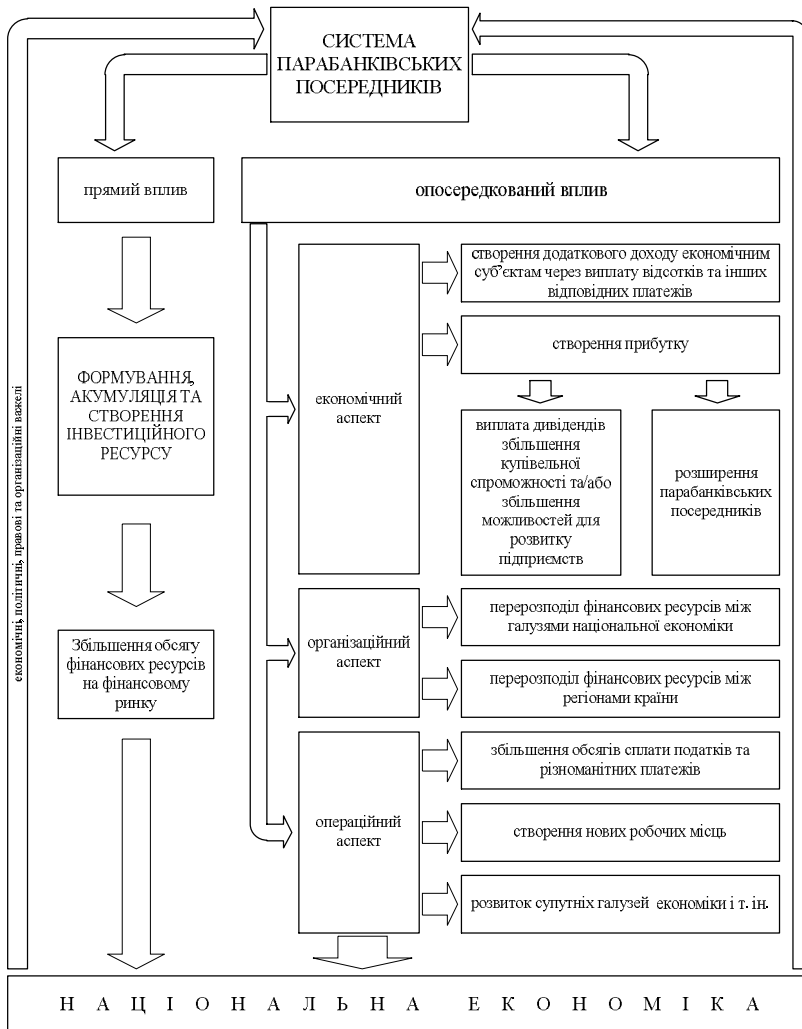 СИСТЕМА
ПАРАБАНКІВСЬКИХ
ПОСЕРЕДНИКІВ
прямий вплив
опосередкований вплив
створення додаткового доходу економічним
суб'єктам через виплату відсотків та інших
відповідних платежів
створення прибутку
ФОРМУВАННЯ,
АКУМУЛЯЦІЯ ТА
СТВОРЕННЯ
ІНВЕСТИЦІЙНОГО
РЕСУРСУ
економічний
аспект
виплата дивідендів
збільшення
купівельної
спроможності та/або
збільшення
можливостей для
розвитку
підприємств
розширення
парабанківських
посередників
економічні, політичні, правові та організаційні важелі
Збільшення обсягу
фінансових ресурсів
на фінансовому
ринку
організаційний
аспект
перерозподіл фінансових ресурсів між
галузями національної економіки
перерозподіл фінансових ресурсів між
регіонами країни
операційний
аспект
збільшення обсягів сплати податків та
різноманітних платежів
створення нових робочих місць
розвиток супутніх галузей економіки і т. ін.
Н А Ц І О Н А Л Ь Н А Е К О Н О М І К А